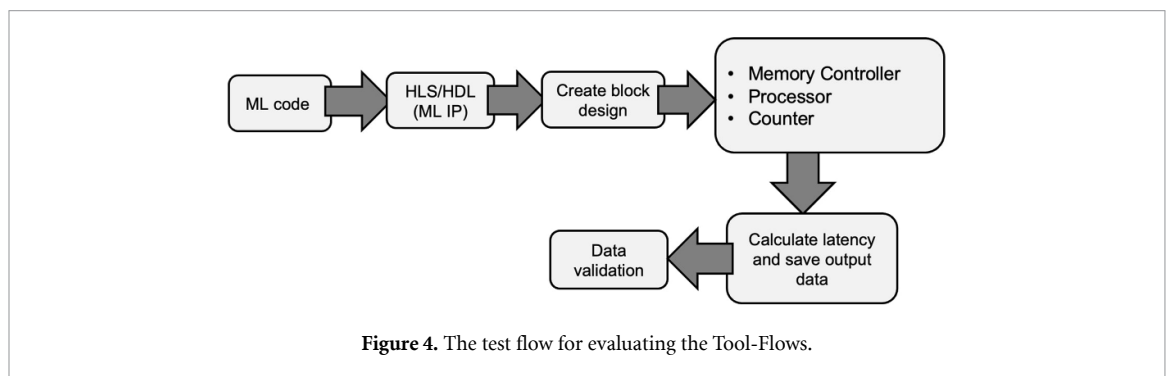 ML code
HLS/HDL
(ML IP)
Create block
design
• Memory Controller
• Processor
• Counter
Calculate latency
and save output
data
Data
validation
Figure 4. The test flow for evaluating the Tool-Flows.